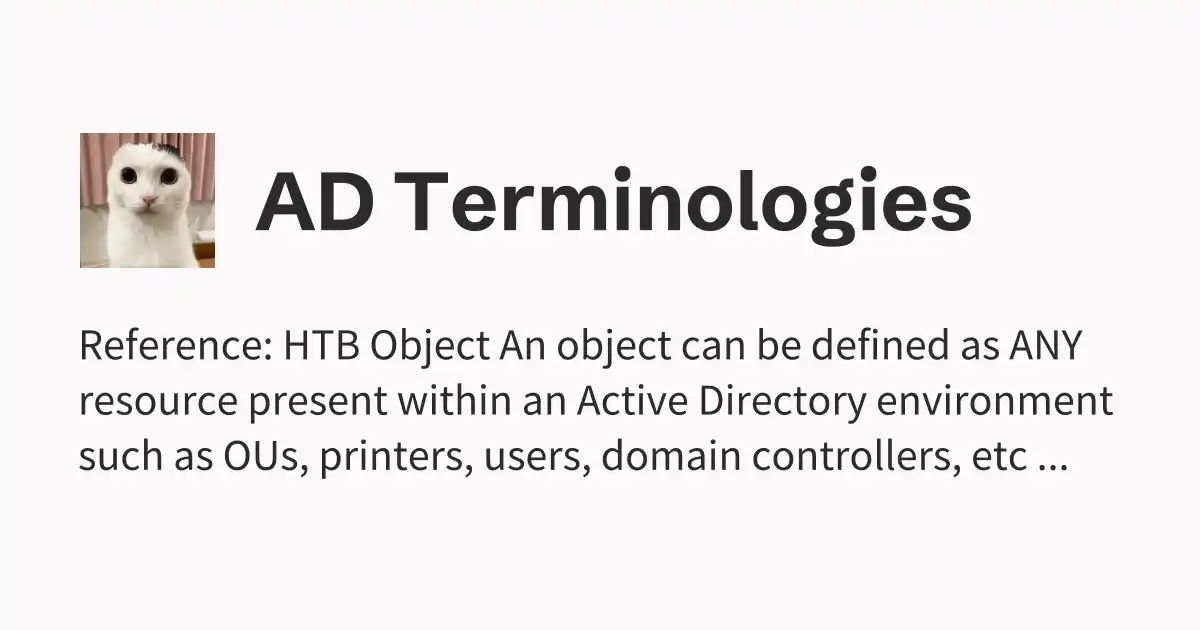 AD Terminologies
Reference: HTB Object An object can be defined as ANY
resource present within an Active Directory environment
such as OUs, printers, users, domain controllers, etc ...